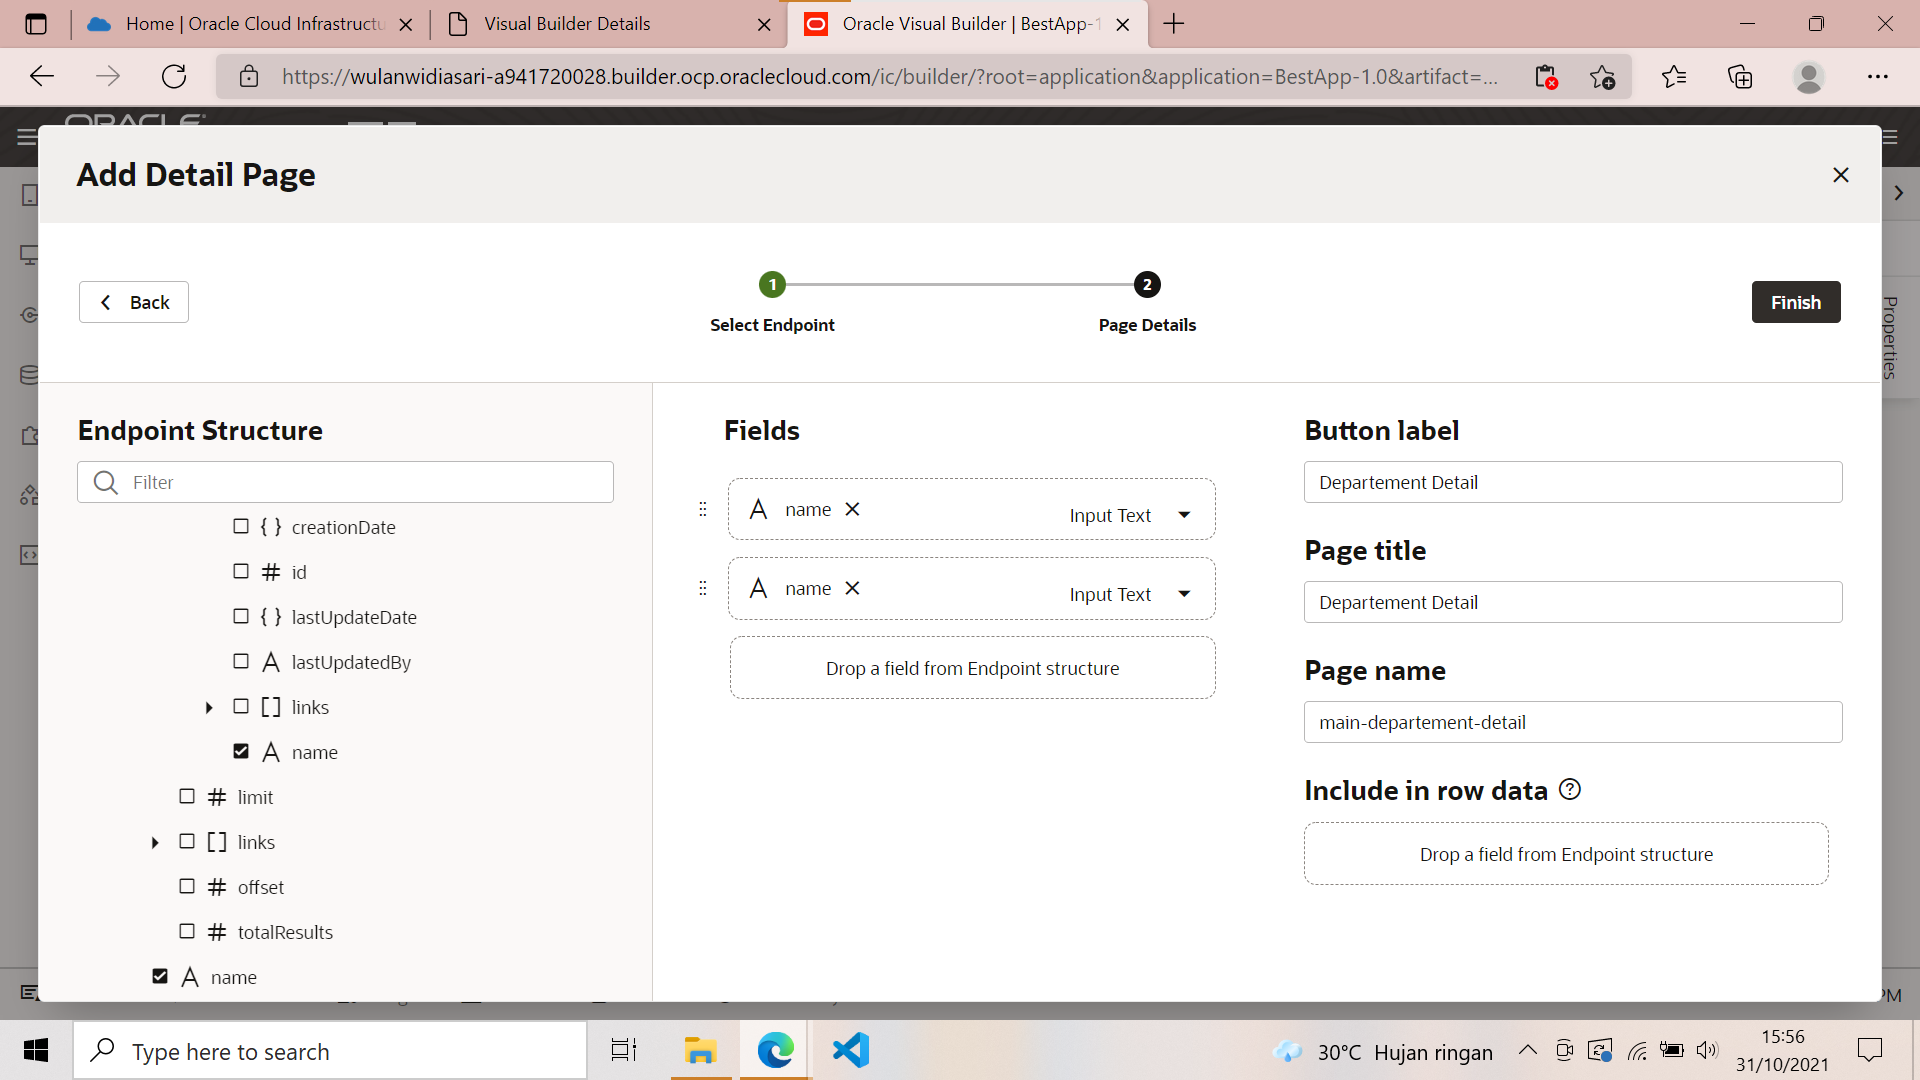 Home | Oracle Cloud Infrastructu
Visual Builder Details
Oracle Visual Builder | BestApp-1
https://wulanwidiasari-a941720028.builder.ocp.oraclecloud.com/ic/builder/?root=application&application=BestApp-1.0&artifact=...
ORACLE
Add Detail Page
Back
1
2
Select Endpoint
Page Details
Finish
Properties
Endpoint Structure
Filter
{ } creationDate
# id
{ } lastUpdateDate
A lastUpdatedBy
[ ] links
A name
# limit
[ ] links
# offset
# totalResults
A name
Fields
A name Input Text
A name Input Text
Drop a field from Endpoint structure
Button label
Departement Detail
Page title
Departement Detail
Page name
main-departement-detail
Include in row data ?
Drop a field from Endpoint structure
PM
Type here to search
30°C Hujan ringan
15:56
31/10/2021